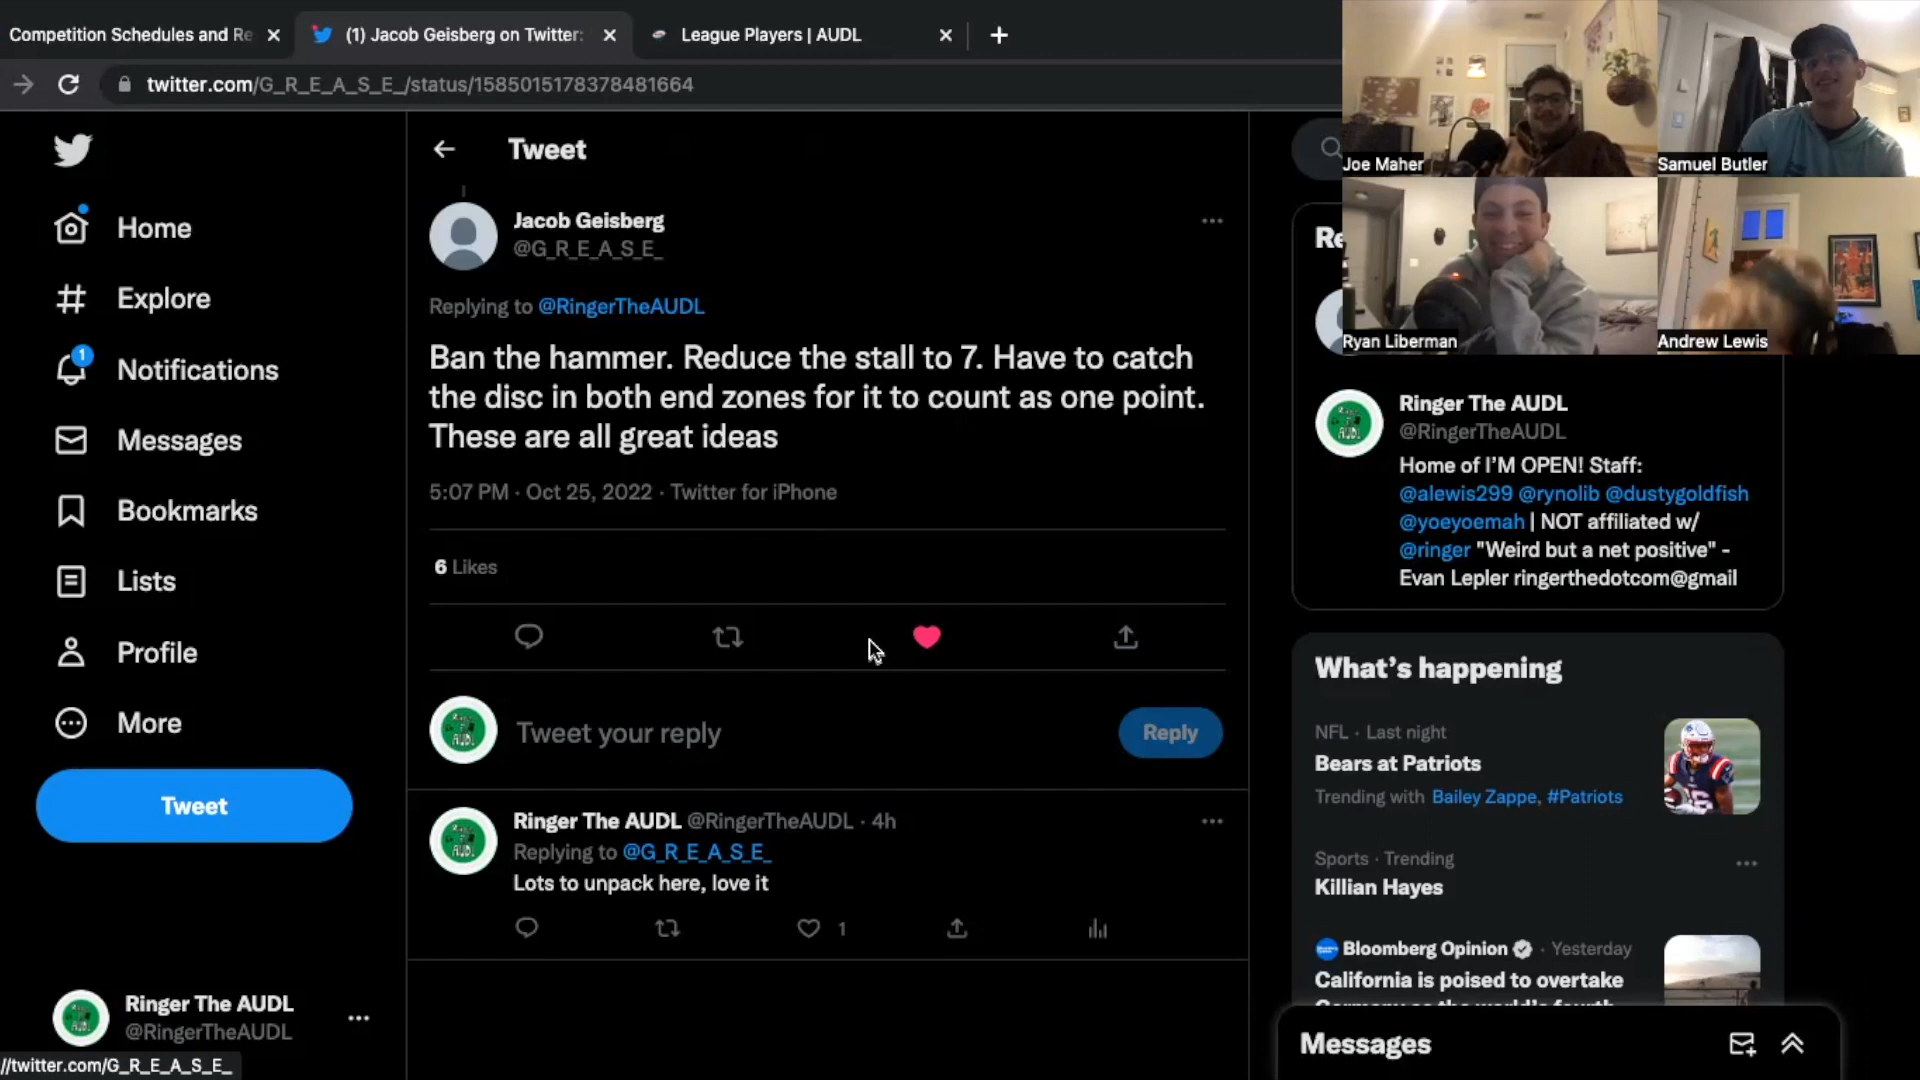 Competition Schedules and Re
(1) Jacob Geisberg on Twitter:
League Players | AUDL
twitter.com/G_R_E_A_S_E_/status/1585015178378481664
Joe Maher
Samuel Butler
Ryan Liberman
Andrew Lewis
Home
Explore
1
Notifications
Messages
Bookmarks
Lists
Profile
More
Tweet
Ringer The AUDL
@RingerTheAUDL
//twitter.com/G_R_E_A_S_E_
Tweet
Jacob Geisberg
@G_R_E_A_S_E_
Replying to @RingerTheAUDL
Ban the hammer. Reduce the stall to 7. Have to catch
the disc in both end zones for it to count as one point.
These are all great ideas
5:07 PM · Oct 25, 2022 · Twitter for iPhone
6 Likes
Tweet your reply
Reply
Ringer The AUDL @RingerTheAUDL · 4h
Replying to @G_R_E_A_S_E_
Lots to unpack here, love it
1
Re
Ringer The AUDL
@RingerTheAUDL
Home of I'M OPEN! Staff:
@alewis299 @rynolib @dustygoldfish
@yoeyoemah | NOT affiliated w/
@ringer "Weird but a net positive" -
Evan Lepler ringerthedotcom@gmail
What's happening
NFL · Last night
Bears at Patriots
Trending with Bailey Zappe, #Patriots
Sports · Trending
Killian Hayes
Bloomberg Opinion · Yesterday
California is poised to overtake
Messages